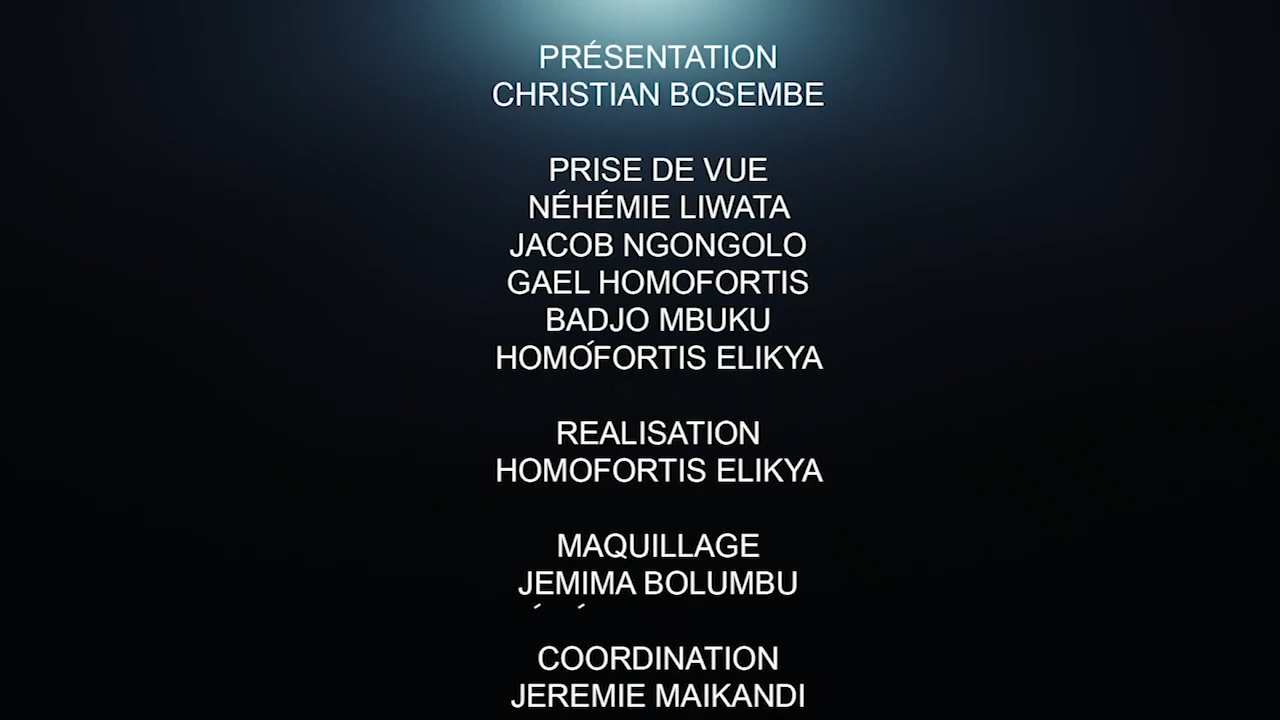 PRÉSENTATION
CHRISTIAN BOSEMBE
PRISE DE VUE
NÉHÉMIE LIWATA
JACOB NGONGOLO
GAEL HOMOFORTIS
BADJO MBUKU
HOMOFORTIS ELIKYA
REALISATION
HOMOFORTIS ELIKYA
MAQUILLAGE
JEMIMA BOLUMBU
COORDINATION
JEREMIE MAIKANDI